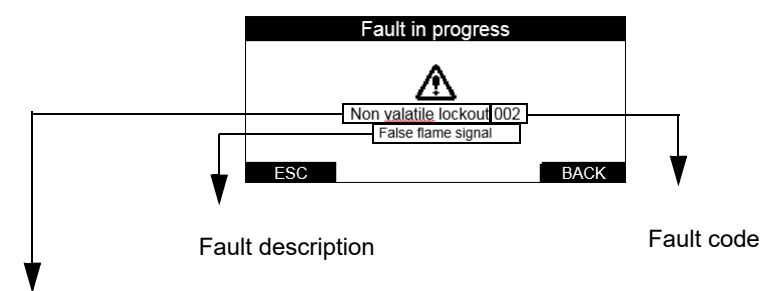 Fault in progress
Non valatile lockout 002
False flame signal
ESC BACK
Fault description
Fault code